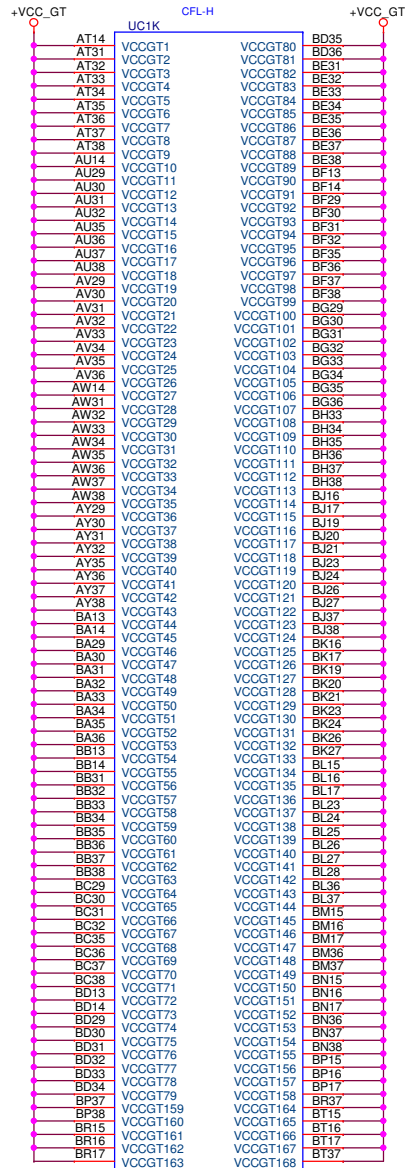 +VCC_GT CFL-H +VCC_GT
UC1K
AT14 VCCGT1 VCCGT80 BD35
AT31 VCCGT2 VCCGT81 BD36
AT32 VCCGT3 VCCGT82 BE31
AT33 VCCGT4 VCCGT83 BE32
AT34 VCCGT5 VCCGT84 BE33
AT35 VCCGT6 VCCGT85 BE34
AT36 VCCGT7 VCCGT86 BE35
AT37 VCCGT8 VCCGT87 BE36
AT38 VCCGT9 VCCGT88 BE37
AU14 VCCGT10 VCCGT89 BE38
AU29 VCCGT11 VCCGT90 BF13
AU30 VCCGT12 VCCGT91 BF14
AU31 VCCGT13 VCCGT92 BF29
AU32 VCCGT14 VCCGT93 BF30
AU35 VCCGT15 VCCGT94 BF31
AU36 VCCGT16 VCCGT95 BF32
AU37 VCCGT17 VCCGT96 BF35
AU38 VCCGT18 VCCGT97 BF36
AV29 VCCGT19 VCCGT98 BF37
AV30 VCCGT20 VCCGT99 BF38
AV31 VCCGT21 VCCGT100 BG29
AV32 VCCGT22 VCCGT101 BG30
AV33 VCCGT23 VCCGT102 BG31
AV34 VCCGT24 VCCGT103 BG32
AV35 VCCGT25 VCCGT104 BG33
AV36 VCCGT26 VCCGT105 BG34
AW14 VCCGT27 VCCGT106 BG35
AW31 VCCGT28 VCCGT107 BG36
AW32 VCCGT29 VCCGT108 BH33
AW33 VCCGT30 VCCGT109 BH34
AW34 VCCGT31 VCCGT110 BH35
AW35 VCCGT32 VCCGT111 BH36
AW36 VCCGT33 VCCGT112 BH37
AW37 VCCGT34 VCCGT113 BH38
AW38 VCCGT35 VCCGT114 BJ16
AY29 VCCGT36 VCCGT115 BJ17
AY30 VCCGT37 VCCGT116 BJ19
AY31 VCCGT38 VCCGT117 BJ20
AY32 VCCGT39 VCCGT118 BJ21
AY35 VCCGT40 VCCGT119 BJ23
AY36 VCCGT41 VCCGT120 BJ24
AY37 VCCGT42 VCCGT121 BJ26
AY38 VCCGT43 VCCGT122 BJ27
BA13 VCCGT44 VCCGT123 BJ37
BA14 VCCGT45 VCCGT124 BJ38
BA29 VCCGT46 VCCGT125 BK16
BA30 VCCGT47 VCCGT126 BK17
BA31 VCCGT48 VCCGT127 BK19
BA32 VCCGT49 VCCGT128 BK20
BA33 VCCGT50 VCCGT129 BK21
BA34 VCCGT51 VCCGT130 BK23
BA35 VCCGT52 VCCGT131 BK24
BA36 VCCGT53 VCCGT132 BK26
BB13 VCCGT54 VCCGT133 BK27
BB14 VCCGT55 VCCGT134 BL15
BB31 VCCGT56 VCCGT135 BL16
BB32 VCCGT57 VCCGT136 BL17
BB33 VCCGT58 VCCGT137 BL23
BB34 VCCGT59 VCCGT138 BL24
BB35 VCCGT60 VCCGT139 BL25
BB36 VCCGT61 VCCGT140 BL26
BB37 VCCGT62 VCCGT141 BL27
BB38 VCCGT63 VCCGT142 BL28
BC29 VCCGT64 VCCGT143 BL36
BC30 VCCGT65 VCCGT144 BL37
BC31 VCCGT66 VCCGT145 BM15
BC32 VCCGT67 VCCGT146 BM16
BC35 VCCGT68 VCCGT147 BM17
BC36 VCCGT69 VCCGT148 BM36
BC37 VCCGT70 VCCGT149 BM37
BC38 VCCGT71 VCCGT150 BN15
BD13 VCCGT72 VCCGT151 BN16
BD14 VCCGT73 VCCGT152 BN17
BD29 VCCGT74 VCCGT153 BN36
BD30 VCCGT75 VCCGT154 BN37
BD31 VCCGT76 VCCGT155 BN38
BD32 VCCGT77 VCCGT156 BP15
BD33 VCCGT78 VCCGT157 BP16
BD34 VCCGT79 VCCGT158 BP17
BP37 VCCGT159 VCCGT164 BR37
BP38 VCCGT160 VCCGT165 BT15
BR15 VCCGT161 VCCGT166 BT16
BR16 VCCGT162 VCCGT167 BT17
BR17 VCCGT163 VCCGT168 BT37